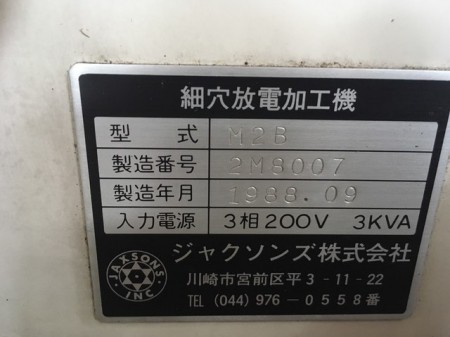 細穴放電加工機
型式 M2B
製造番号 2M8007
製造年月 1988.09
入力電源 3相200V 3KVA
JAXSONS INC
ジャクソンズ株式会社
川崎市宮前区平3-11-22
TEL (044) 976-0558番